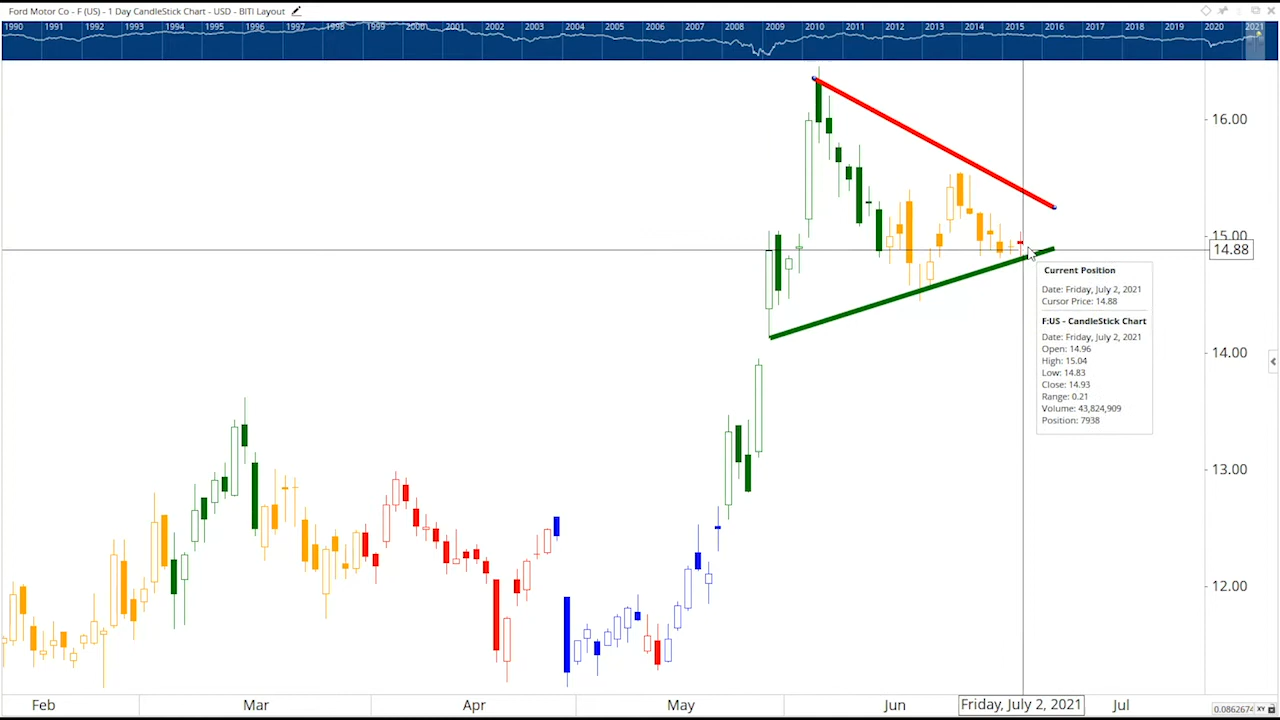 Ford Motor Co - F (US) - 1 Day CandleStick Chart - USD - BITI Layout
1990 1991 1992 1993 1994 1995 1996 1997 1998 1999 2000 2001 2002 2003 2004 2005 2006 2007 2008 2009 2010 2011 2012 2013 2014 2015 2016 2017 2018 2019 2020 2021
16.00
15.00
14.88
Current Position
Date: Friday, July 2, 2021
Cursor Price: 14.88
F:US - CandleStick Chart
Date: Friday, July 2, 2021
Open: 14.96
High: 15.04
Low: 14.83
Close: 14.93
Range: 0.21
Volume: 43,824,909
Position: 7938
14.00
13.00
12.00
Feb Mar Apr May Jun Friday, July 2, 2021 Jul
0.0862674 XY